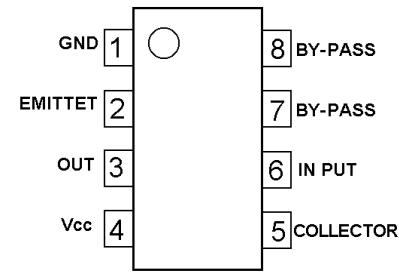 GND 1 8 BY-PASS
EMITTET 2 7 BY-PASS
OUT 3 6 IN PUT
Vcc 4 5 COLLECTOR